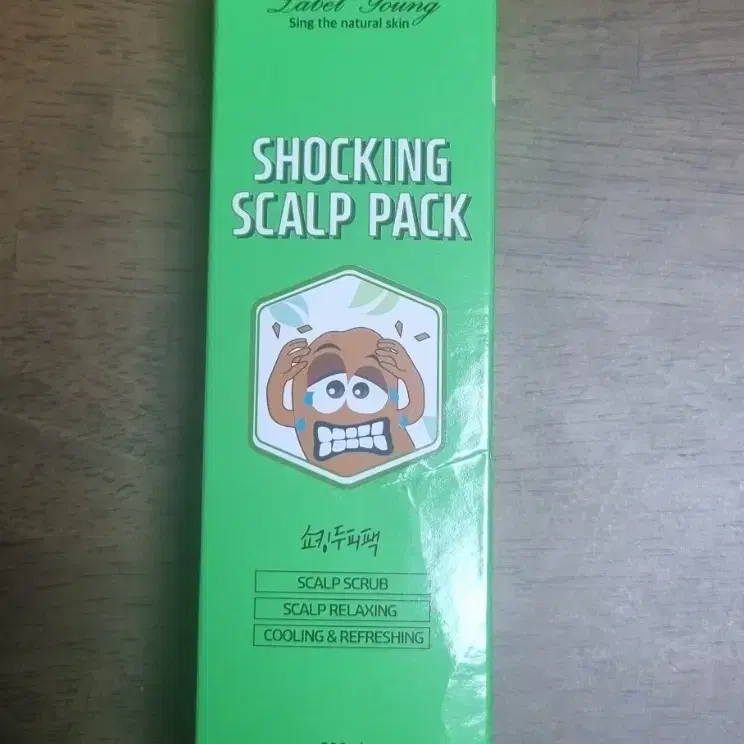 Label Young
Sing the natural skin
SHOCKING
SCALP PACK
쇼킹두피팩
SCALP SCRUB
SCALP RELAXING
COOLING & REFRESHING